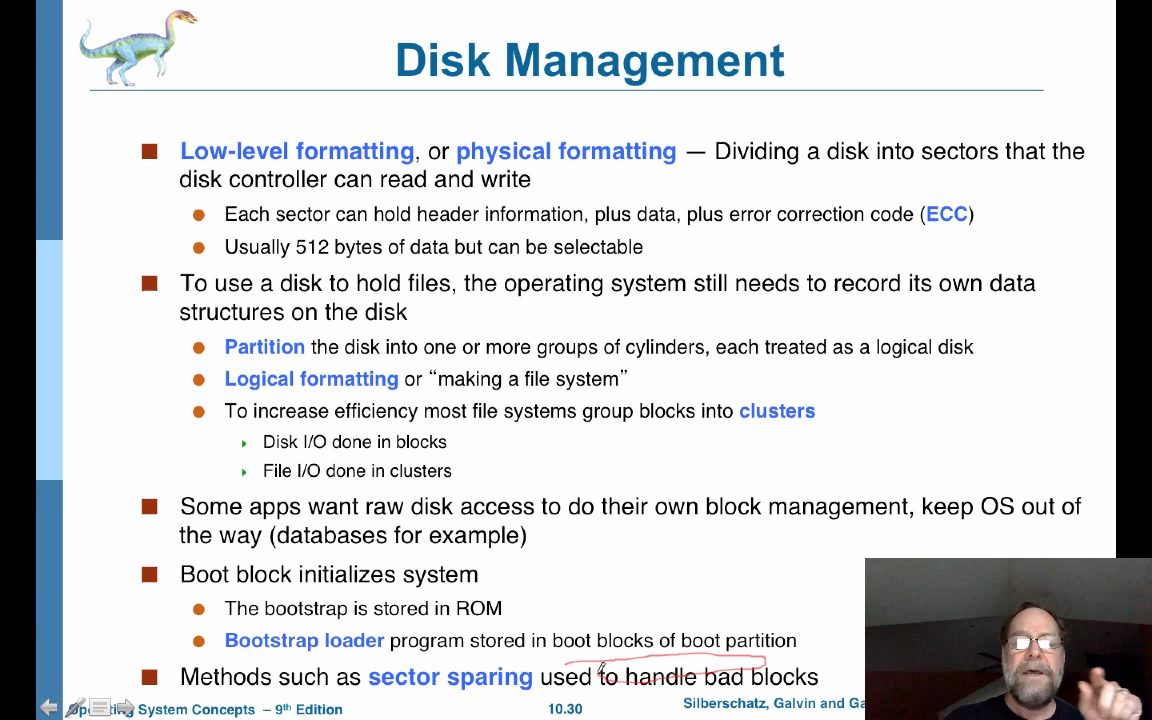 Disk Management
■ Low-level formatting, or physical formatting — Dividing a disk into sectors that the
disk controller can read and write
● Each sector can hold header information, plus data, plus error correction code (ECC)
● Usually 512 bytes of data but can be selectable
■ To use a disk to hold files, the operating system still needs to record its own data
structures on the disk
● Partition the disk into one or more groups of cylinders, each treated as a logical disk
● Logical formatting or “making a file system”
● To increase efficiency most file systems group blocks into clusters
Disk I/O done in blocks
File I/O done in clusters
■ Some apps want raw disk access to do their own block management, keep OS out of
the way (databases for example)
■ Boot block initializes system
● The bootstrap is stored in ROM
● Bootstrap loader program stored in boot blocks of boot partition
■ Methods such as sector sparing used to handle bad blocks
System Concepts – 9th Edition 10.30 Silberschatz, Galvin and